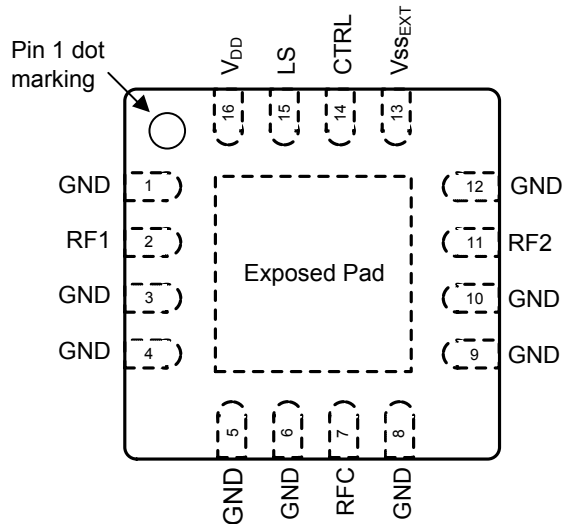 Pin 1 dot
marking
VDD
LS
CTRL
VssEXT
16
15
14
13
GND 1
12 GND
RF1 2
11 RF2
Exposed Pad
GND 3
10 GND
GND 4
9 GND
5
6
7
8
GND
GND
RFC
GND